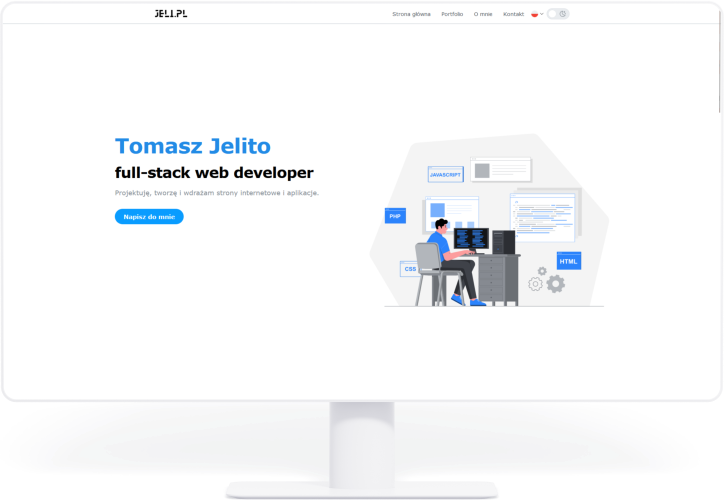 JELI.PL
Strona główna
Portfolio
O mnie
Kontakt
Tomasz Jelito
full-stack web developer
Projektuję, tworzę i wdrażam strony internetowe i aplikacje.
Napisz do mnie
JAVASCRIPT
PHP
CSS
HTML